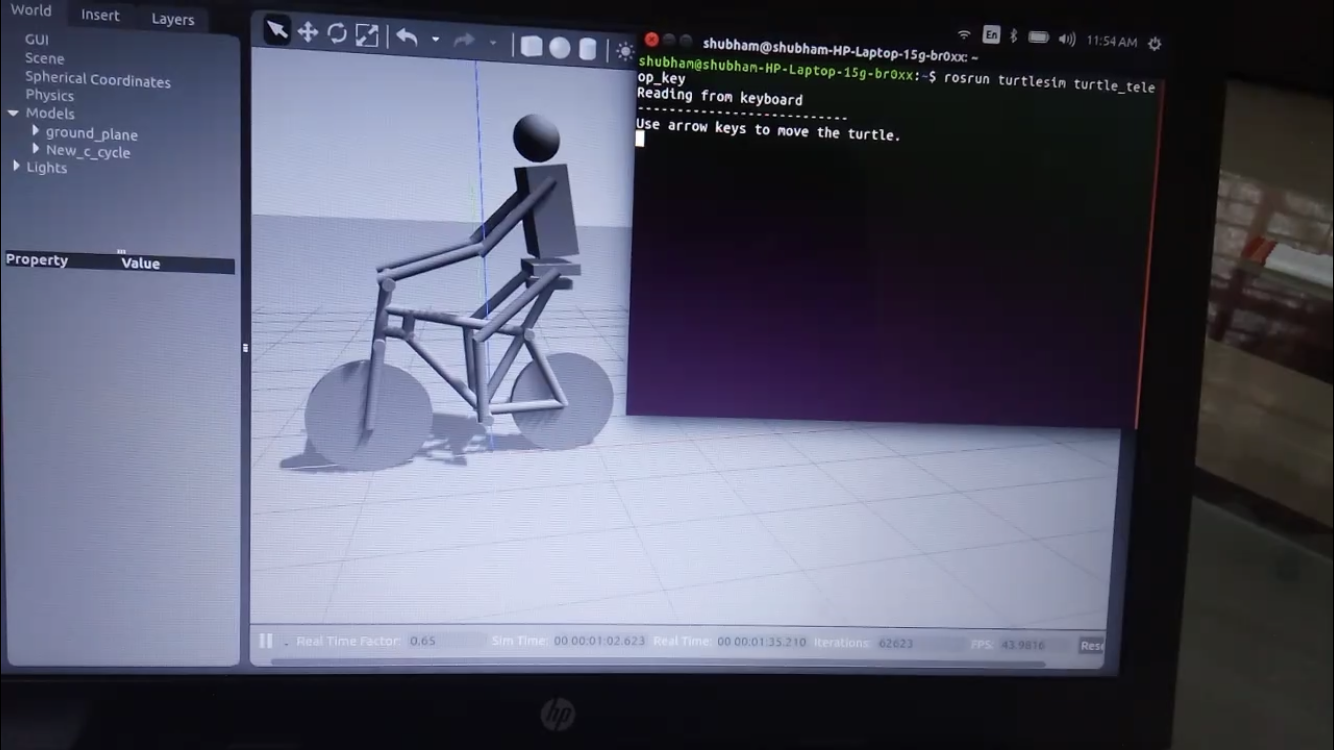 World Insert Layers
GUI
Scene
Spherical Coordinates
Physics
Models
ground_plane
New_c_cycle
Lights
Property Value
En 11:54 AM
shubham@shubham-HP-Laptop-15g-br0xx: ~
shubham@shubham-HP-Laptop-15g-br0xx:~$ rosrun turtlesim turtle_tele
op_key
Reading from keyboard
---------------------------
Use arrow keys to move the turtle.
Real Time Factor: 0.65 Sim Time: 00 00:01:02.623 Real Time: 00 00:01:35.210 Iterations: 62623 FPS: 43.9816 Rese
hp